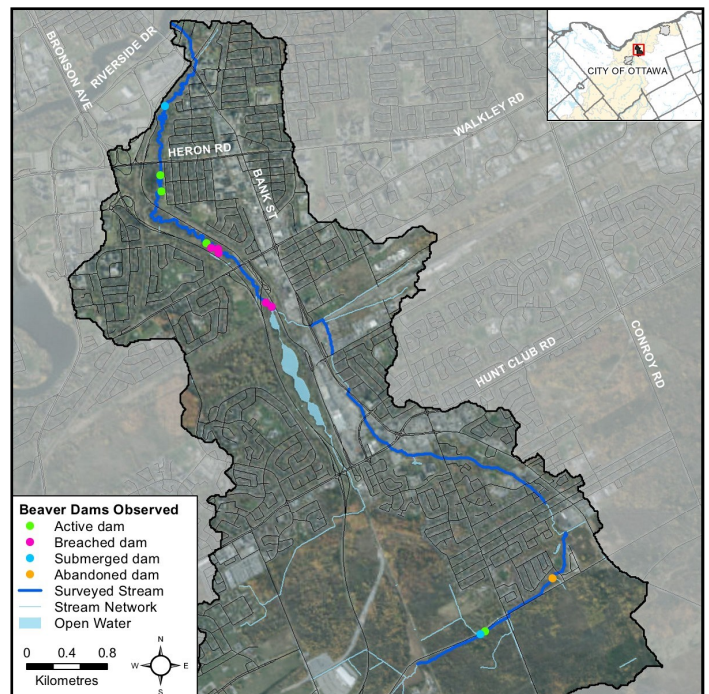 BRONSON AVE
RIVERSIDE DR
CITY OF OTTAWA
WALKLEY RD
HERON RD
BANK ST
HUNT CLUB RD
CONROY RD
Beaver Dams Observed
Active dam
Breached dam
Submerged dam
Abandoned dam
Surveyed Stream
Stream Network
Open Water
N
W E
S
0 0.4 0.8
Kilometres